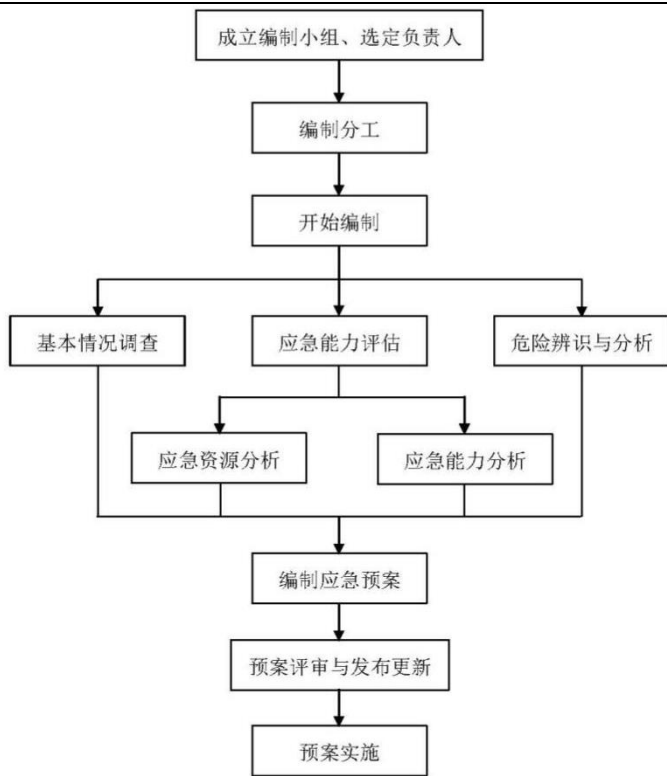 成立编制小组、选定负责人
编制分工
开始编制
基本情况调查
应急能力评估
危险辨识与分析
应急资源分析
应急能力分析
编制应急预案
预案评审与发布更新
预案实施